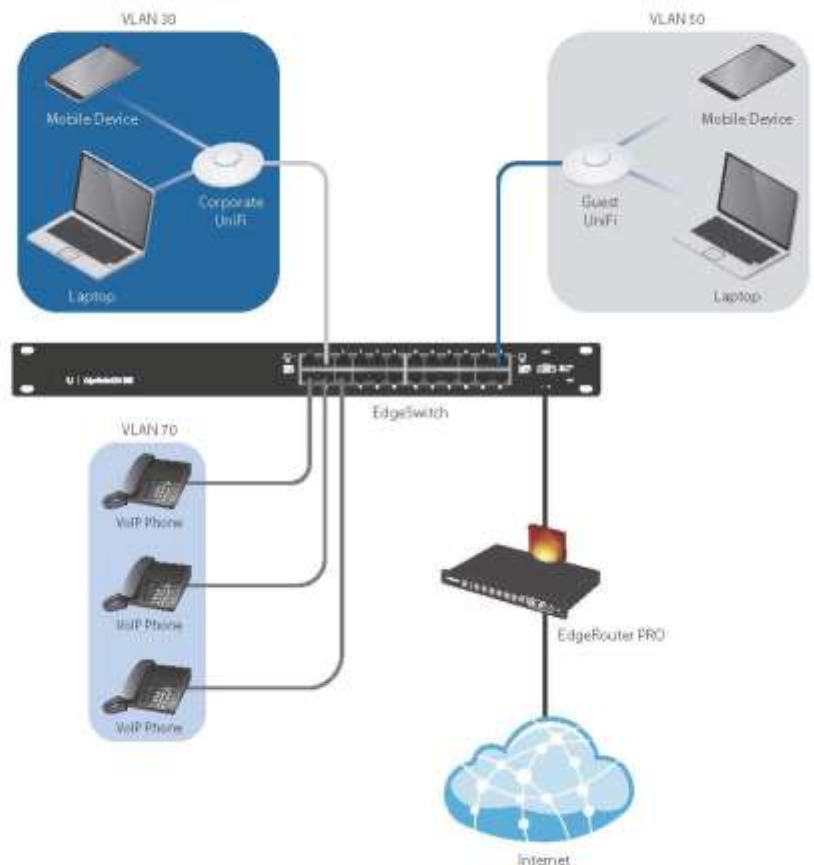 VLAN 30
VLAN 50
Mobile Device
Mobile Device
Corporate
UniFi
Guest
UniFi
Laptop
Laptop
EdgeSwitch
VLAN 70
VoIP Phone
VoIP Phone
VoIP Phone
EdgeRouter PRO
Internet